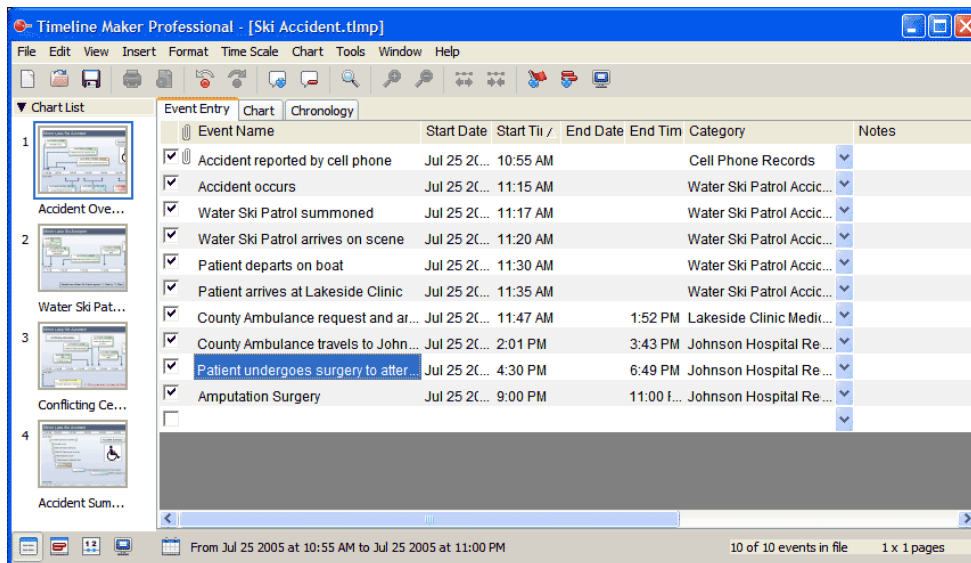 Timeline Maker Professional - [Ski Accident.tlmp]
File Edit View Insert Format Time Scale Chart Tools Window Help
Chart List
Event Entry Chart Chronology
Event Name Start Date Start Tii End Date End Tim Category Notes
1
Accident reported by cell phone Jul 25 2(... 10:55 AM Cell Phone Records
Accident occurs Jul 25 2(... 11:15 AM Water Ski Patrol Accic...
Accident Ove...
Water Ski Patrol summoned Jul 25 2(... 11:17 AM Water Ski Patrol Accic...
2
Water Ski Patrol arrives on scene Jul 25 2(... 11:20 AM Water Ski Patrol Accic...
Patient departs on boat Jul 25 2(... 11:30 AM Water Ski Patrol Accic...
Patient arrives at Lakeside Clinic Jul 25 2(... 11:35 AM Water Ski Patrol Accic...
Water Ski Pat...
County Ambulance request and ar... Jul 25 2(... 11:47 AM 1:52 PM Lakeside Clinic Medic...
3
County Ambulance travels to John... Jul 25 2(... 2:01 PM 3:43 PM Johnson Hospital Re...
Patient undergoes surgery to atter... Jul 25 2(... 4:30 PM 6:49 PM Johnson Hospital Re...
Amputation Surgery Jul 25 2(... 9:00 PM 11:00 F... Johnson Hospital Re...
Conflicting Ce...
4
Accident Sum...
From Jul 25 2005 at 10:55 AM to Jul 25 2005 at 11:00 PM
10 of 10 events in file 1 x 1 pages